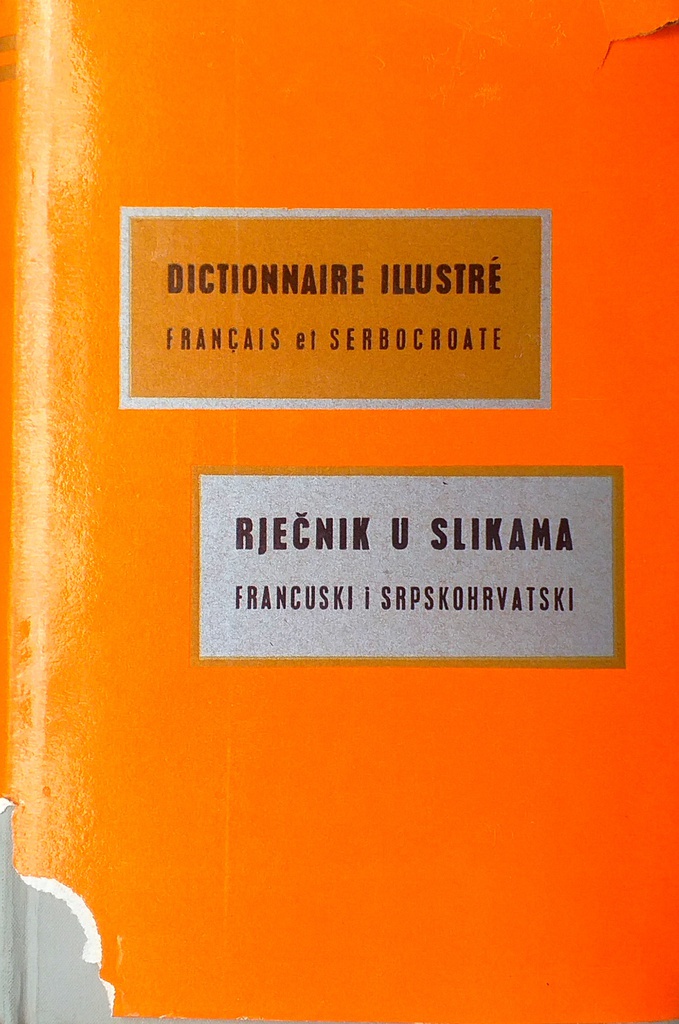 DICTIONNAIRE ILLUSTRÉ
FRANÇAIS et SERBOCROATE
RJEČNIK U SLIKAMA
FRANCUSKI i SRPSKOHRVATSKI